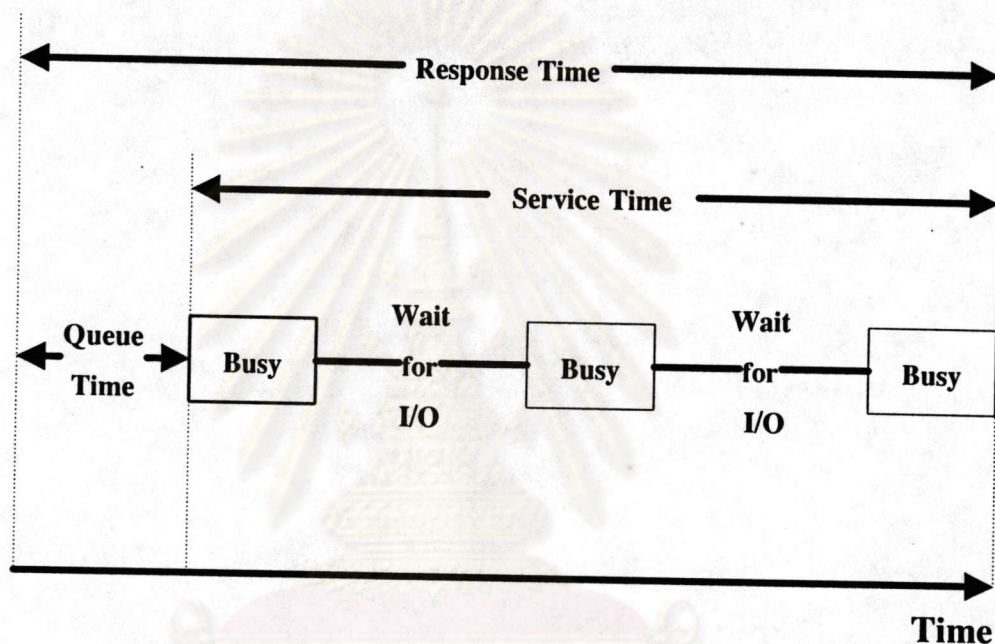 Response Time
Service Time
Queue
Time
Busy
Wait
for
I/O
Busy
Wait
for
I/O
Busy
Time